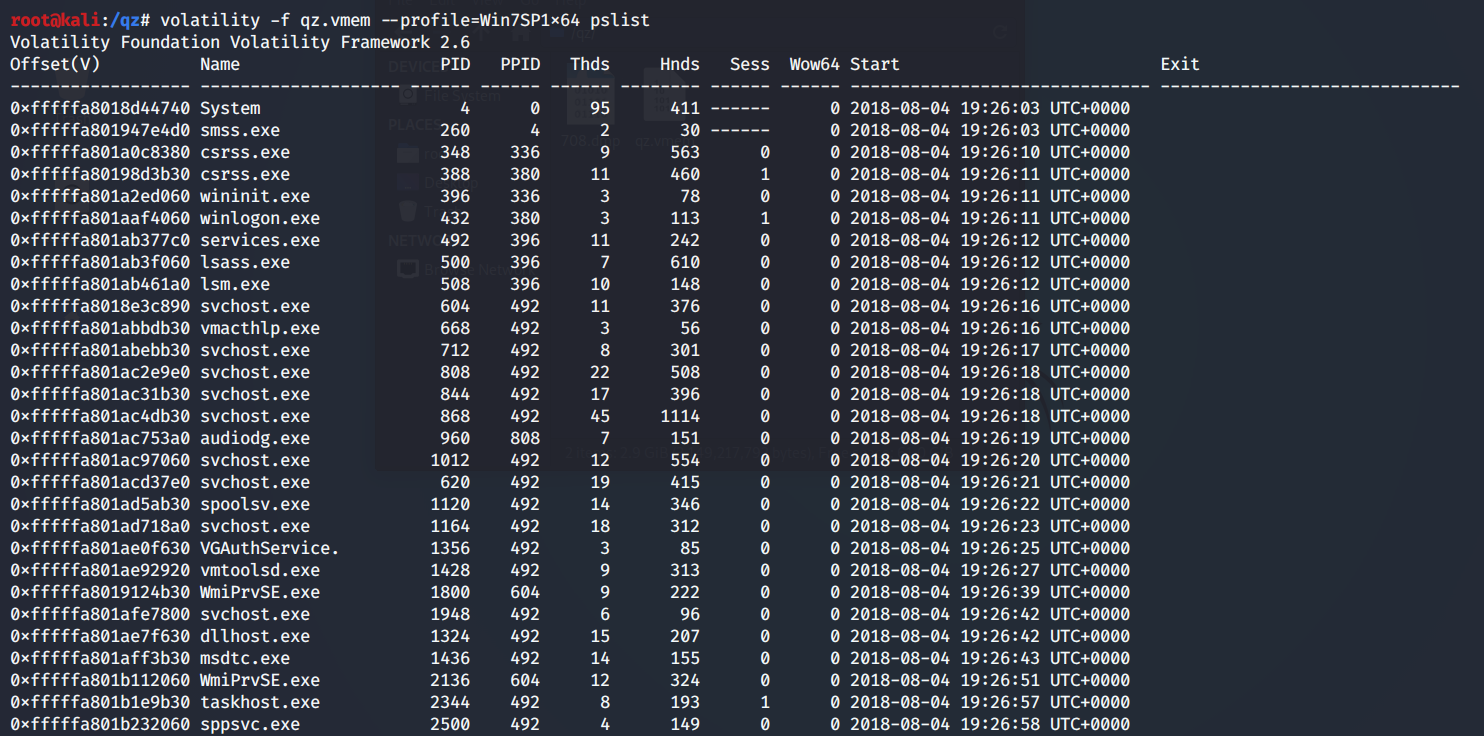 root@kali:/qz# volatility -f qz.vmem --profile=Win7SP1×64 pslist
Volatility Foundation Volatility Framework 2.6
Offset(V) Name PID PPID Thds Hnds Sess Wow64 Start Exit
------------------ -------------------- ------ ------ ------ -------- ------ ------ ------------------------------ ------------------------------
0×fffffa8018d44740 System 4 0 95 411 ------ 0 2018-08-04 19:26:03 UTC+0000
0×fffffa801947e4d0 smss.exe 260 4 2 30 ------ 0 2018-08-04 19:26:03 UTC+0000
0×fffffa801a0c8380 csrss.exe 348 336 9 563 0 0 2018-08-04 19:26:10 UTC+0000
0×fffffa80198d3b30 csrss.exe 388 380 11 460 1 0 2018-08-04 19:26:11 UTC+0000
0×fffffa801a2ed060 wininit.exe 396 336 3 78 0 0 2018-08-04 19:26:11 UTC+0000
0×fffffa801aaf4060 winlogon.exe 432 380 3 113 1 0 2018-08-04 19:26:11 UTC+0000
0×fffffa801ab377c0 services.exe 492 396 11 242 0 0 2018-08-04 19:26:12 UTC+0000
0×fffffa801ab3f060 lsass.exe 500 396 7 610 0 0 2018-08-04 19:26:12 UTC+0000
0×fffffa801ab461a0 lsm.exe 508 396 10 148 0 0 2018-08-04 19:26:12 UTC+0000
0×fffffa8018e3c890 svchost.exe 604 492 11 376 0 0 2018-08-04 19:26:16 UTC+0000
0×fffffa801abbdb30 vmacthlp.exe 668 492 3 56 0 0 2018-08-04 19:26:16 UTC+0000
0×fffffa801abebb30 svchost.exe 712 492 8 301 0 0 2018-08-04 19:26:17 UTC+0000
0×fffffa801ac2e9e0 svchost.exe 808 492 22 508 0 0 2018-08-04 19:26:18 UTC+0000
0×fffffa801ac31b30 svchost.exe 844 492 17 396 0 0 2018-08-04 19:26:18 UTC+0000
0×fffffa801ac4db30 svchost.exe 868 492 45 1114 0 0 2018-08-04 19:26:18 UTC+0000
0×fffffa801ac753a0 audiodg.exe 960 808 7 151 0 0 2018-08-04 19:26:19 UTC+0000
0×fffffa801ac97060 svchost.exe 1012 492 12 554 0 0 2018-08-04 19:26:20 UTC+0000
0×fffffa801acd37e0 svchost.exe 620 492 19 415 0 0 2018-08-04 19:26:21 UTC+0000
0×fffffa801ad5ab30 spoolsv.exe 1120 492 14 346 0 0 2018-08-04 19:26:22 UTC+0000
0×fffffa801ad718a0 svchost.exe 1164 492 18 312 0 0 2018-08-04 19:26:23 UTC+0000
0×fffffa801ae0f630 VGAuthService. 1356 492 3 85 0 0 2018-08-04 19:26:25 UTC+0000
0×fffffa801ae92920 vmtoolsd.exe 1428 492 9 313 0 0 2018-08-04 19:26:27 UTC+0000
0×fffffa8019124b30 WmiPrvSE.exe 1800 604 9 222 0 0 2018-08-04 19:26:39 UTC+0000
0×fffffa801afe7800 svchost.exe 1948 492 6 96 0 0 2018-08-04 19:26:42 UTC+0000
0×fffffa801ae7f630 dllhost.exe 1324 492 15 207 0 0 2018-08-04 19:26:42 UTC+0000
0×fffffa801aff3b30 msdtc.exe 1436 492 14 155 0 0 2018-08-04 19:26:43 UTC+0000
0×fffffa801b112060 WmiPrvSE.exe 2136 604 12 324 0 0 2018-08-04 19:26:51 UTC+0000
0×fffffa801b1e9b30 taskhost.exe 2344 492 8 193 1 0 2018-08-04 19:26:57 UTC+0000
0×fffffa801b232060 sppsvc.exe 2500 492 4 149 0 0 2018-08-04 19:26:58 UTC+0000